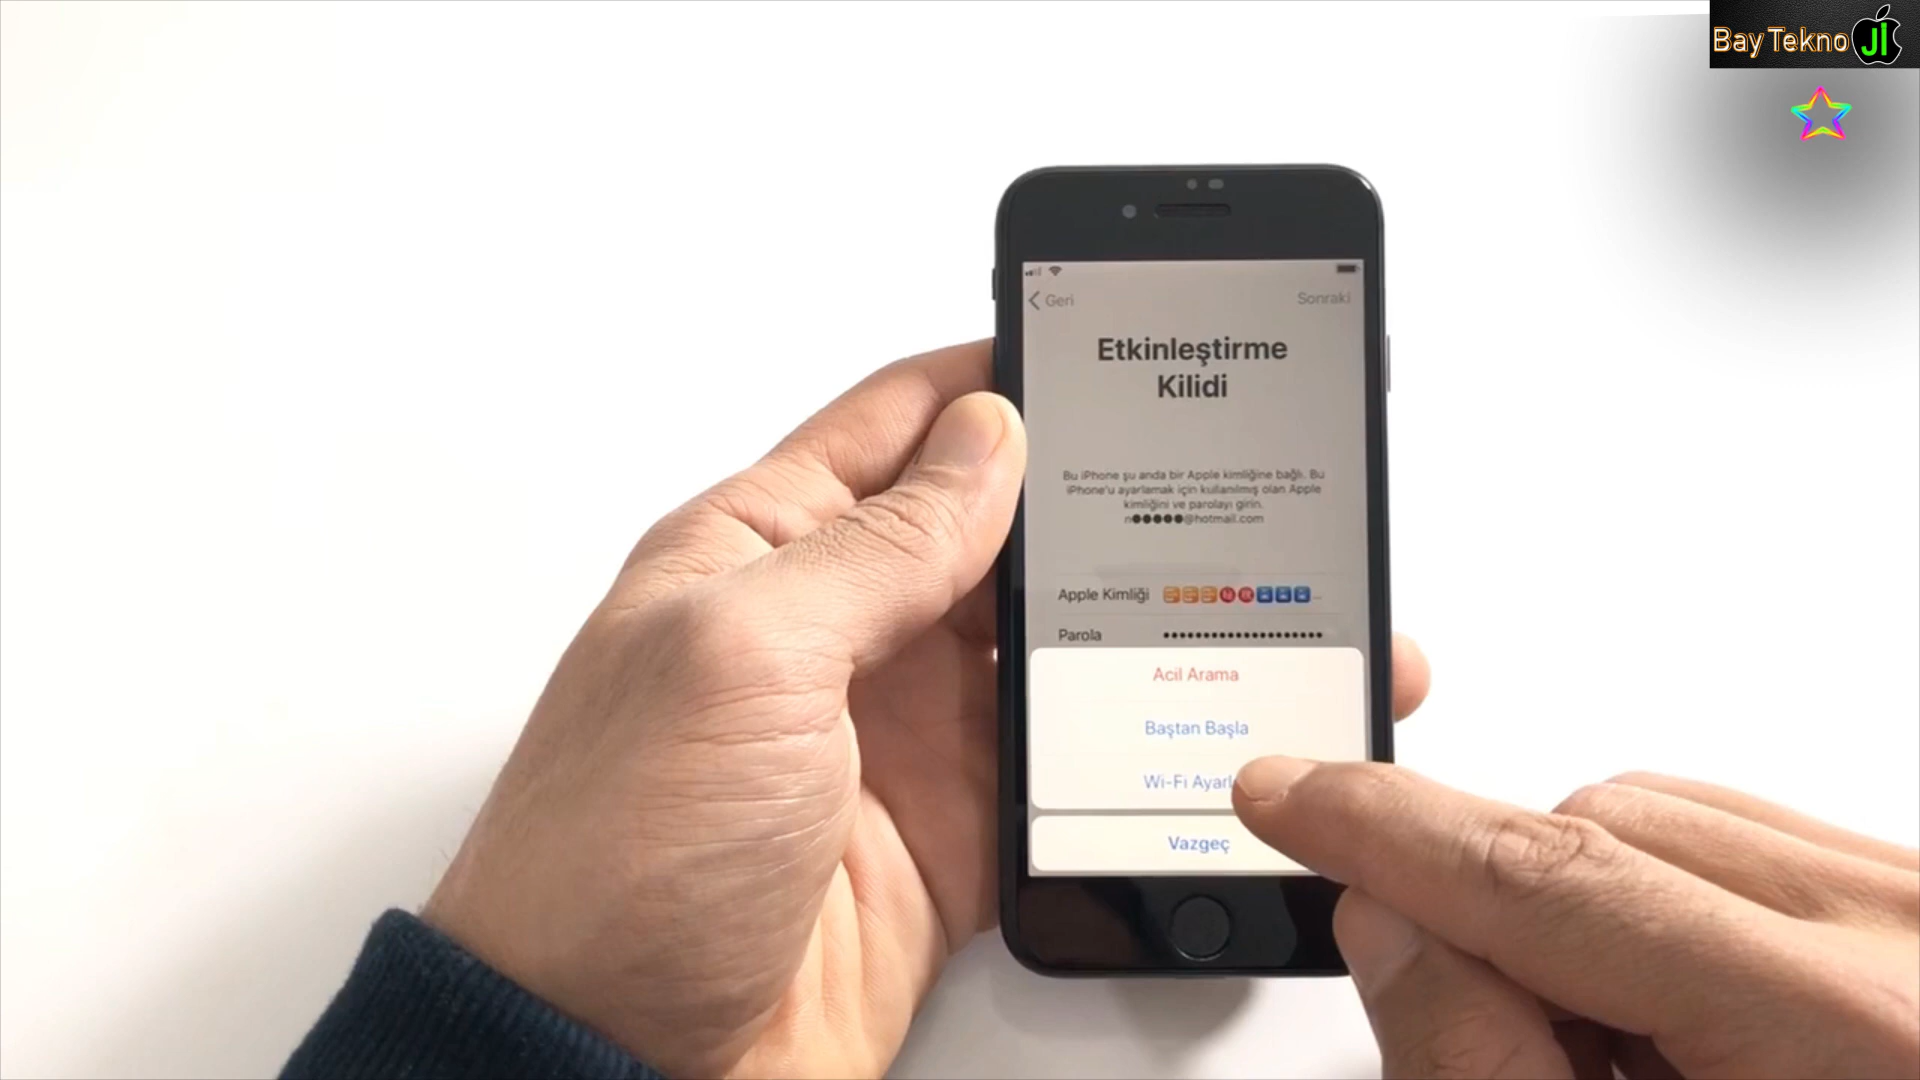 Bay Tekno
Geri
Sonraki
Etkinleştirme
Kilidi
Bu iPhone şu anda bir Apple kimliğine bağlı. Bu
iPhone'u ayarlamak için kullanılmış olan Apple
kimliğini ve parolayı girin.
n●●●●●@hotmail.com
Apple Kimliği
Parola ••••••••••••••••••••
Acil Arama
Baştan Başla
Wi-Fi
Vazgeç